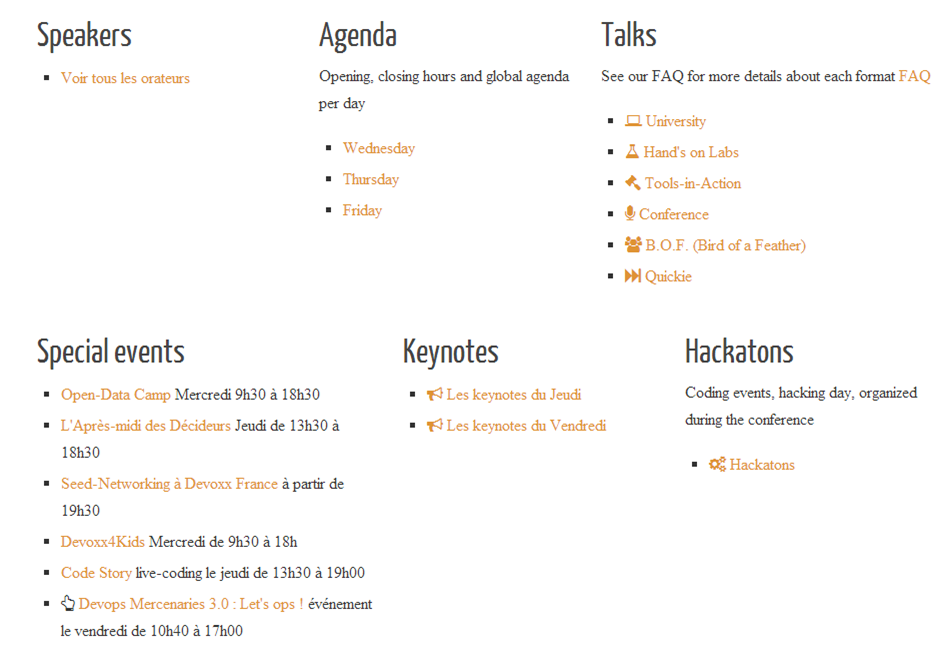 Speakers
Voir tous les orateurs
Agenda
Opening, closing hours and global agenda
per day
Wednesday
Thursday
Friday
Talks
See our FAQ for more details about each format FAQ
University
Hand's on Labs
Tools-in-Action
Conference
B.O.F. (Bird of a Feather)
Quickie
Special events
Open-Data Camp Mercredi 9h30 à 18h30
L'Après-midi des Décideurs Jeudi de 13h30 à
18h30
Seed-Networking à Devoxx France à partir de
19h30
Devoxx4Kids Mercredi de 9h30 à 18h
Code Story live-coding le jeudi de 13h30 à 19h00
Devops Mercenaries 3.0 : Let's ops ! événement
le vendredi de 10h40 à 17h00
Keynotes
Les keynotes du Jeudi
Les keynotes du Vendredi
Hackatons
Coding events, hacking day, organized
during the conference
Hackatons